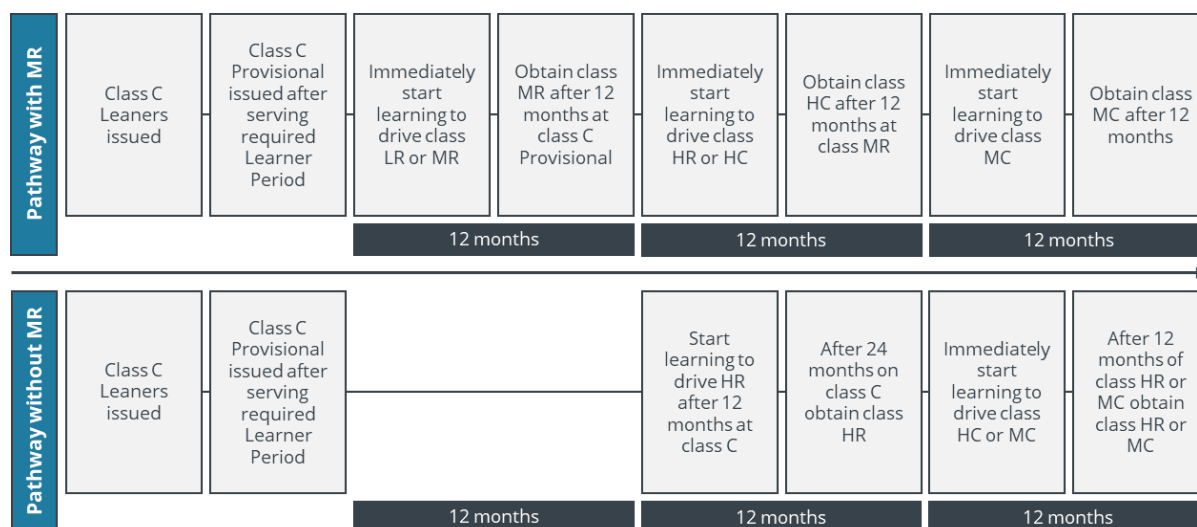 Pathway with MR
Class C
Leaners
issued
Class C
Provisional
issued after
serving
required
Learner
Period
Immediately
start
learning to
drive class
LR or MR
Obtain class
MR after 12
months at
class C
Provisional
Immediately
start
learning to
drive class
HR or HC
Obtain class
HC after 12
months at
class MR
Immediately
start
learning to
drive class
MC
Obtain class
MC after 12
months
12 months
12 months
12 months
Pathway without MR
Class C
Leaners
issued
Class C
Provisional
issued after
serving
required
Learner
Period
Start
learning to
drive HR
after 12
months at
class C
After 24
months on
class C
obtain class
HR
Immediately
start
learning to
drive class
HC or MC
After 12
months of
class HR or
MC obtain
class HR or
MC
12 months
12 months
12 months